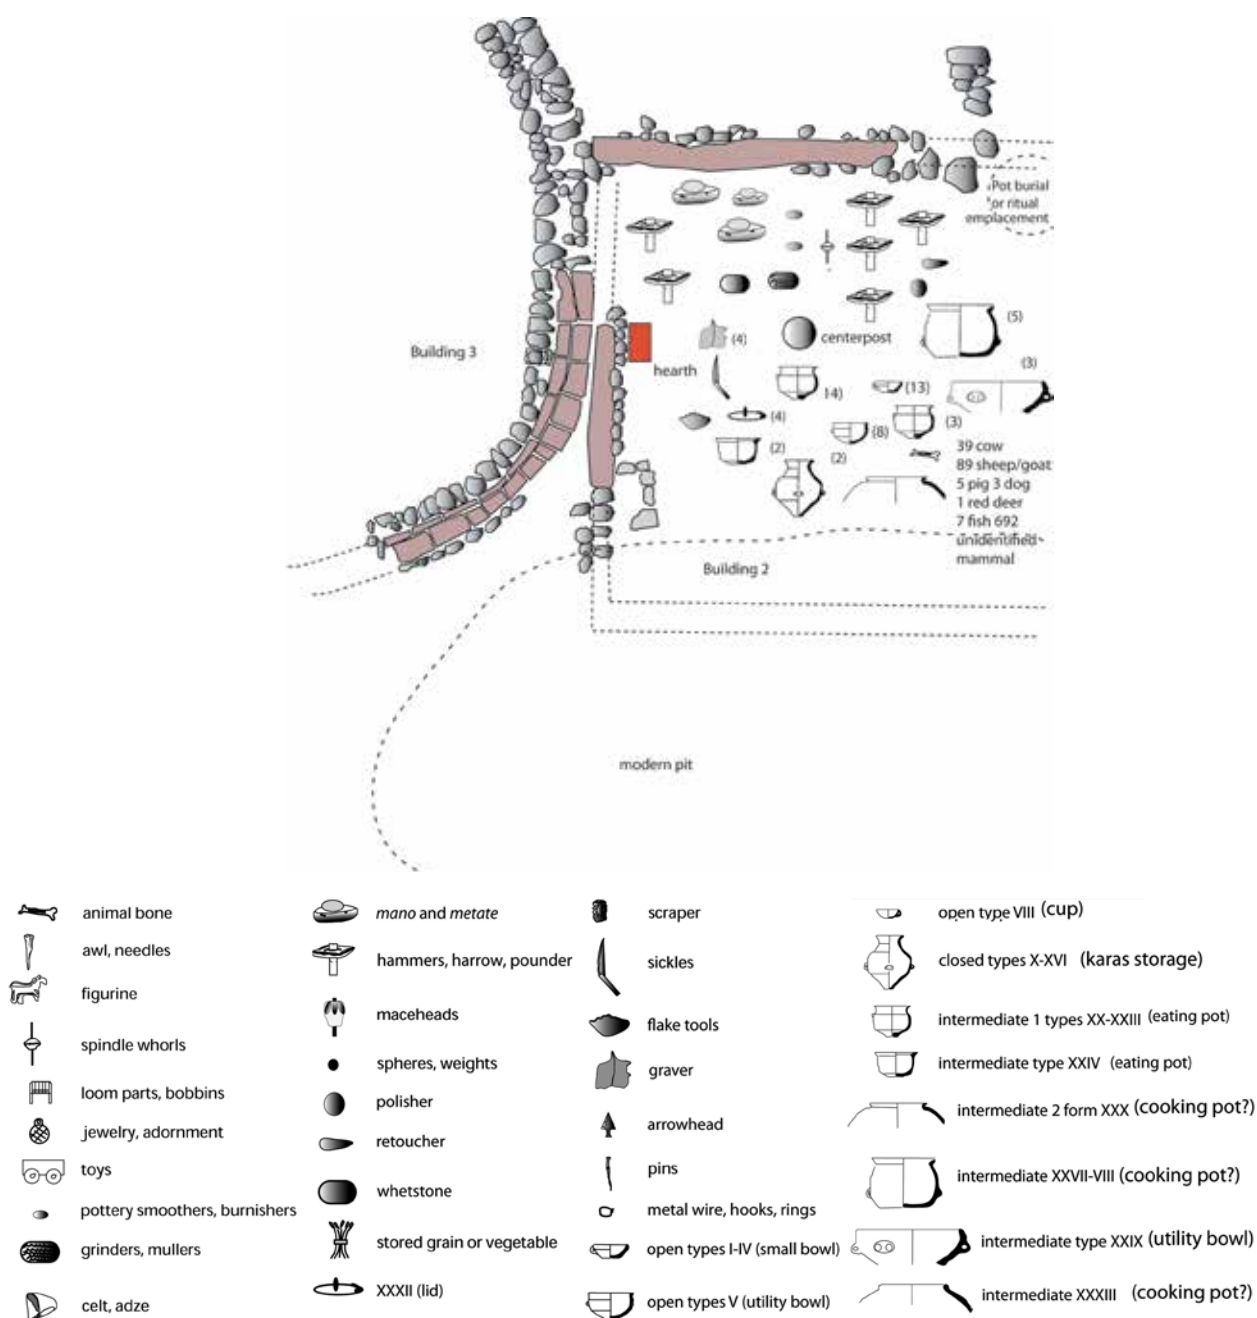 Pot burial
or ritual
emplacement
(5)
(4)
centerpost
Building 3
(3)
hearth
14)
(13)
(4)
(8)
(3)
(2)
(2)
39 cow
89 sheep/goat
5 pig 3 dog
1 red deer
7 fish 692
unidentified
mammal
Building 2
modern pit
animal bone
awl, needles
figurine
spindle whorls
loom parts, bobbins
jewelry, adornment
toys
pottery smoothers, burnishers
grinders, mullers
celt, adze
mano and metate
hammers, harrow, pounder
maceheads
spheres, weights
polisher
retoucher
whetstone
stored grain or vegetable
XXXII (lid)
scraper
sickles
flake tools
graver
arrowhead
pins
metal wire, hooks, rings
open types I-IV (small bowl)
open types V (utility bowl)
open type VIII (cup)
closed types X-XVI (karas storage)
intermediate 1 types XX-XXIII (eating pot)
intermediate type XXIV (eating pot)
intermediate 2 form XXX (cooking pot?)
intermediate XXVII-VIII (cooking pot?)
intermediate type XXIX (utility bowl)
intermediate XXXIII (cooking pot?)